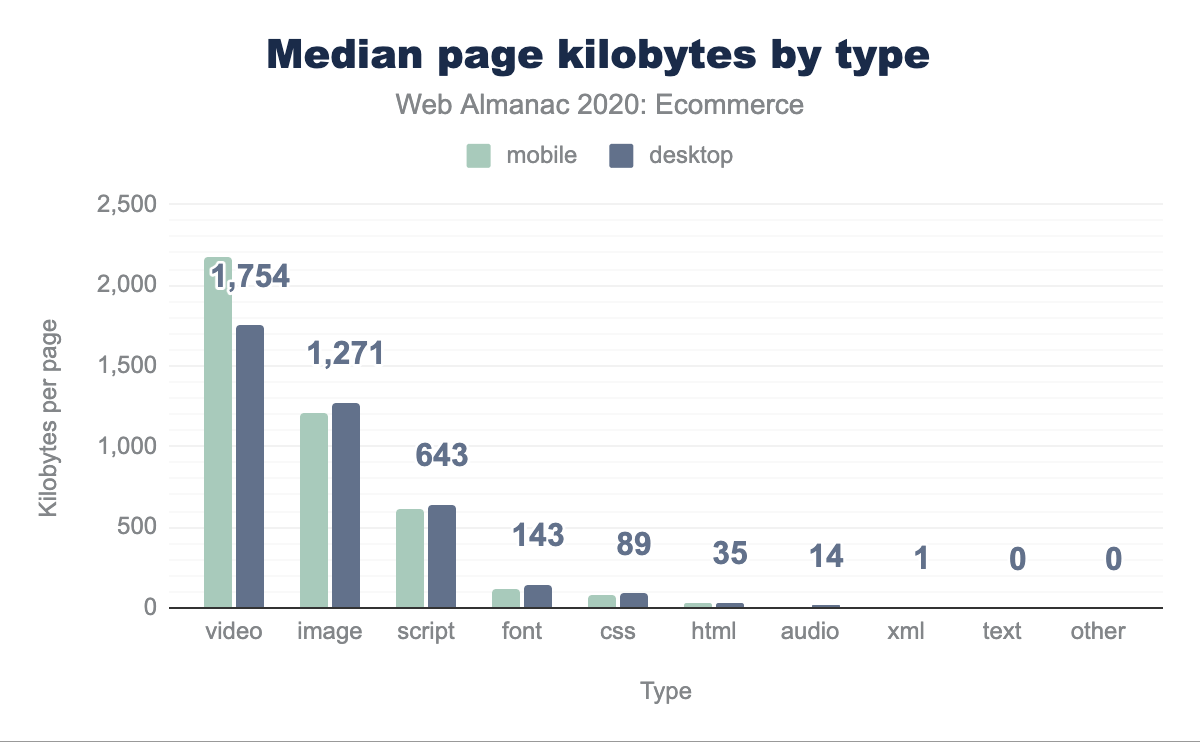 Median page kilobytes by type
Web Almanac 2020: Ecommerce
mobile desktop
2,500
2,000
1,500
1,000
500
0
Kilobytes per page
1,754
1,271
643
143
89
35
14
1
0
0
video image script font css html audio xml text other
Type